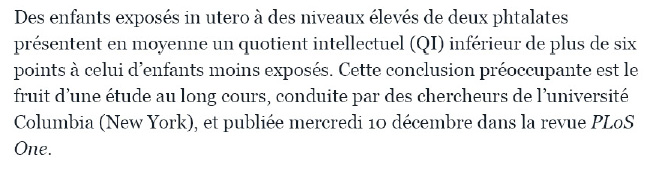 Des enfants exposés in utero à des niveaux élevés de deux phtalates
présentent en moyenne un quotient intellectuel (QI) inférieur de plus de six
points à celui d'enfants moins exposés. Cette conclusion préoccupante est le
fruit d'une étude au long cours, conduite par des chercheurs de l'université
Columbia (New York), et publiée mercredi 10 décembre dans la revue PLoS
One.